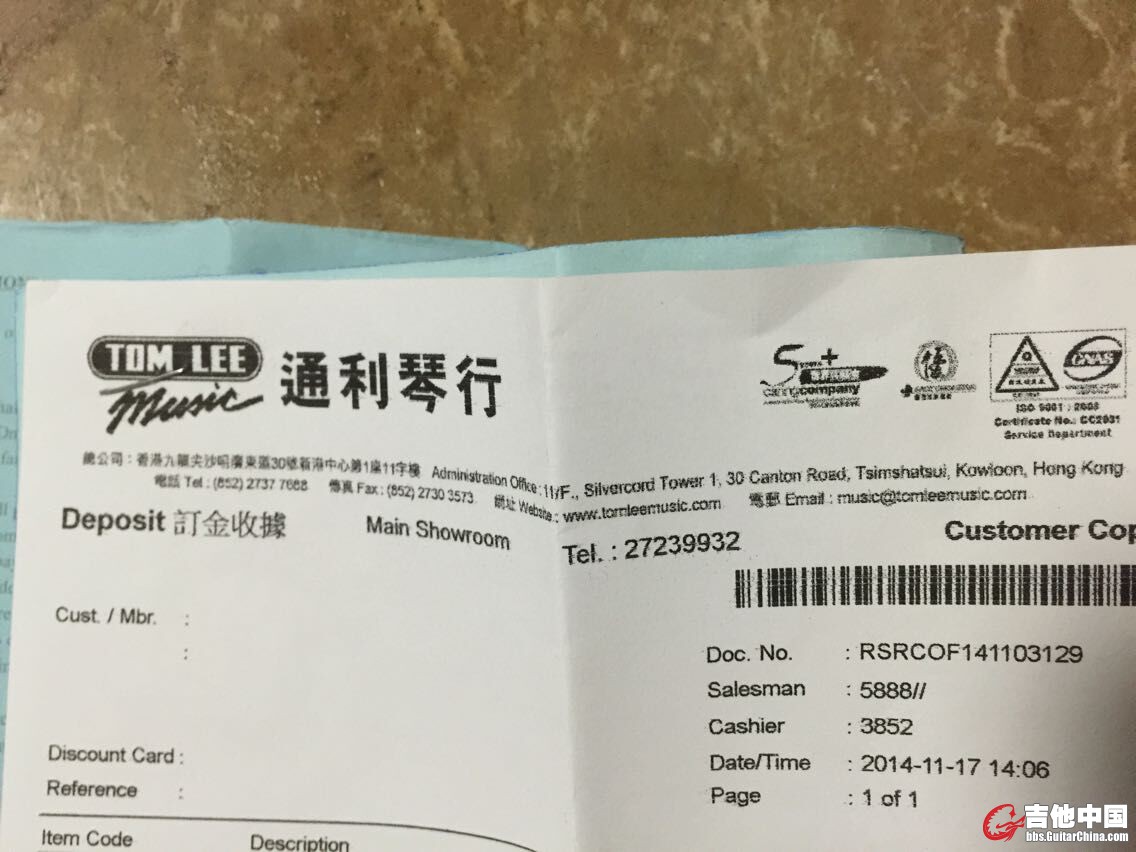 TOM LEE
Music
通利琴行
S
caring company
ISO 9001 : 2008
Certificate No.: CC2931
Service Department
CNAS
總公司：香港九龍尖沙咀廣東道30號新港中心第1座11字樓 Administration Office : 11/F., Silvercord Tower 1, 30 Canton Road, Tsimshatsui, Kowloon, Hong Kong
電話 Tel : (852) 2737 7688 傳真 Fax : (852) 2730 3573 網址 Website : www.tomleemusic.com 電郵 Email : music@tomleemusic.com
Deposit 訂金收據 Main Showroom Tel. : 27239932 Customer Cop
Cust. / Mbr. :
:
Doc. No. : RSRCOF141103129
Salesman : 5888//
Cashier : 3852
Date/Time : 2014-11-17 14:06
Page : 1 of 1
Discount Card :
Reference :
Item Code Description
吉他中国
bbs.GuitarChina.com